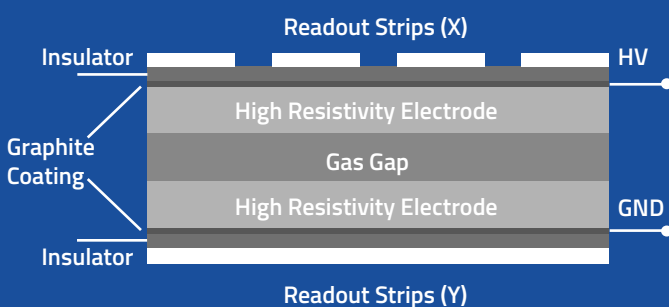 Readout Strips (X)
Insulator
HV
High Resistivity Electrode
Graphite
Coating
Gas Gap
High Resistivity Electrode
GND
Insulator
Readout Strips (Y)